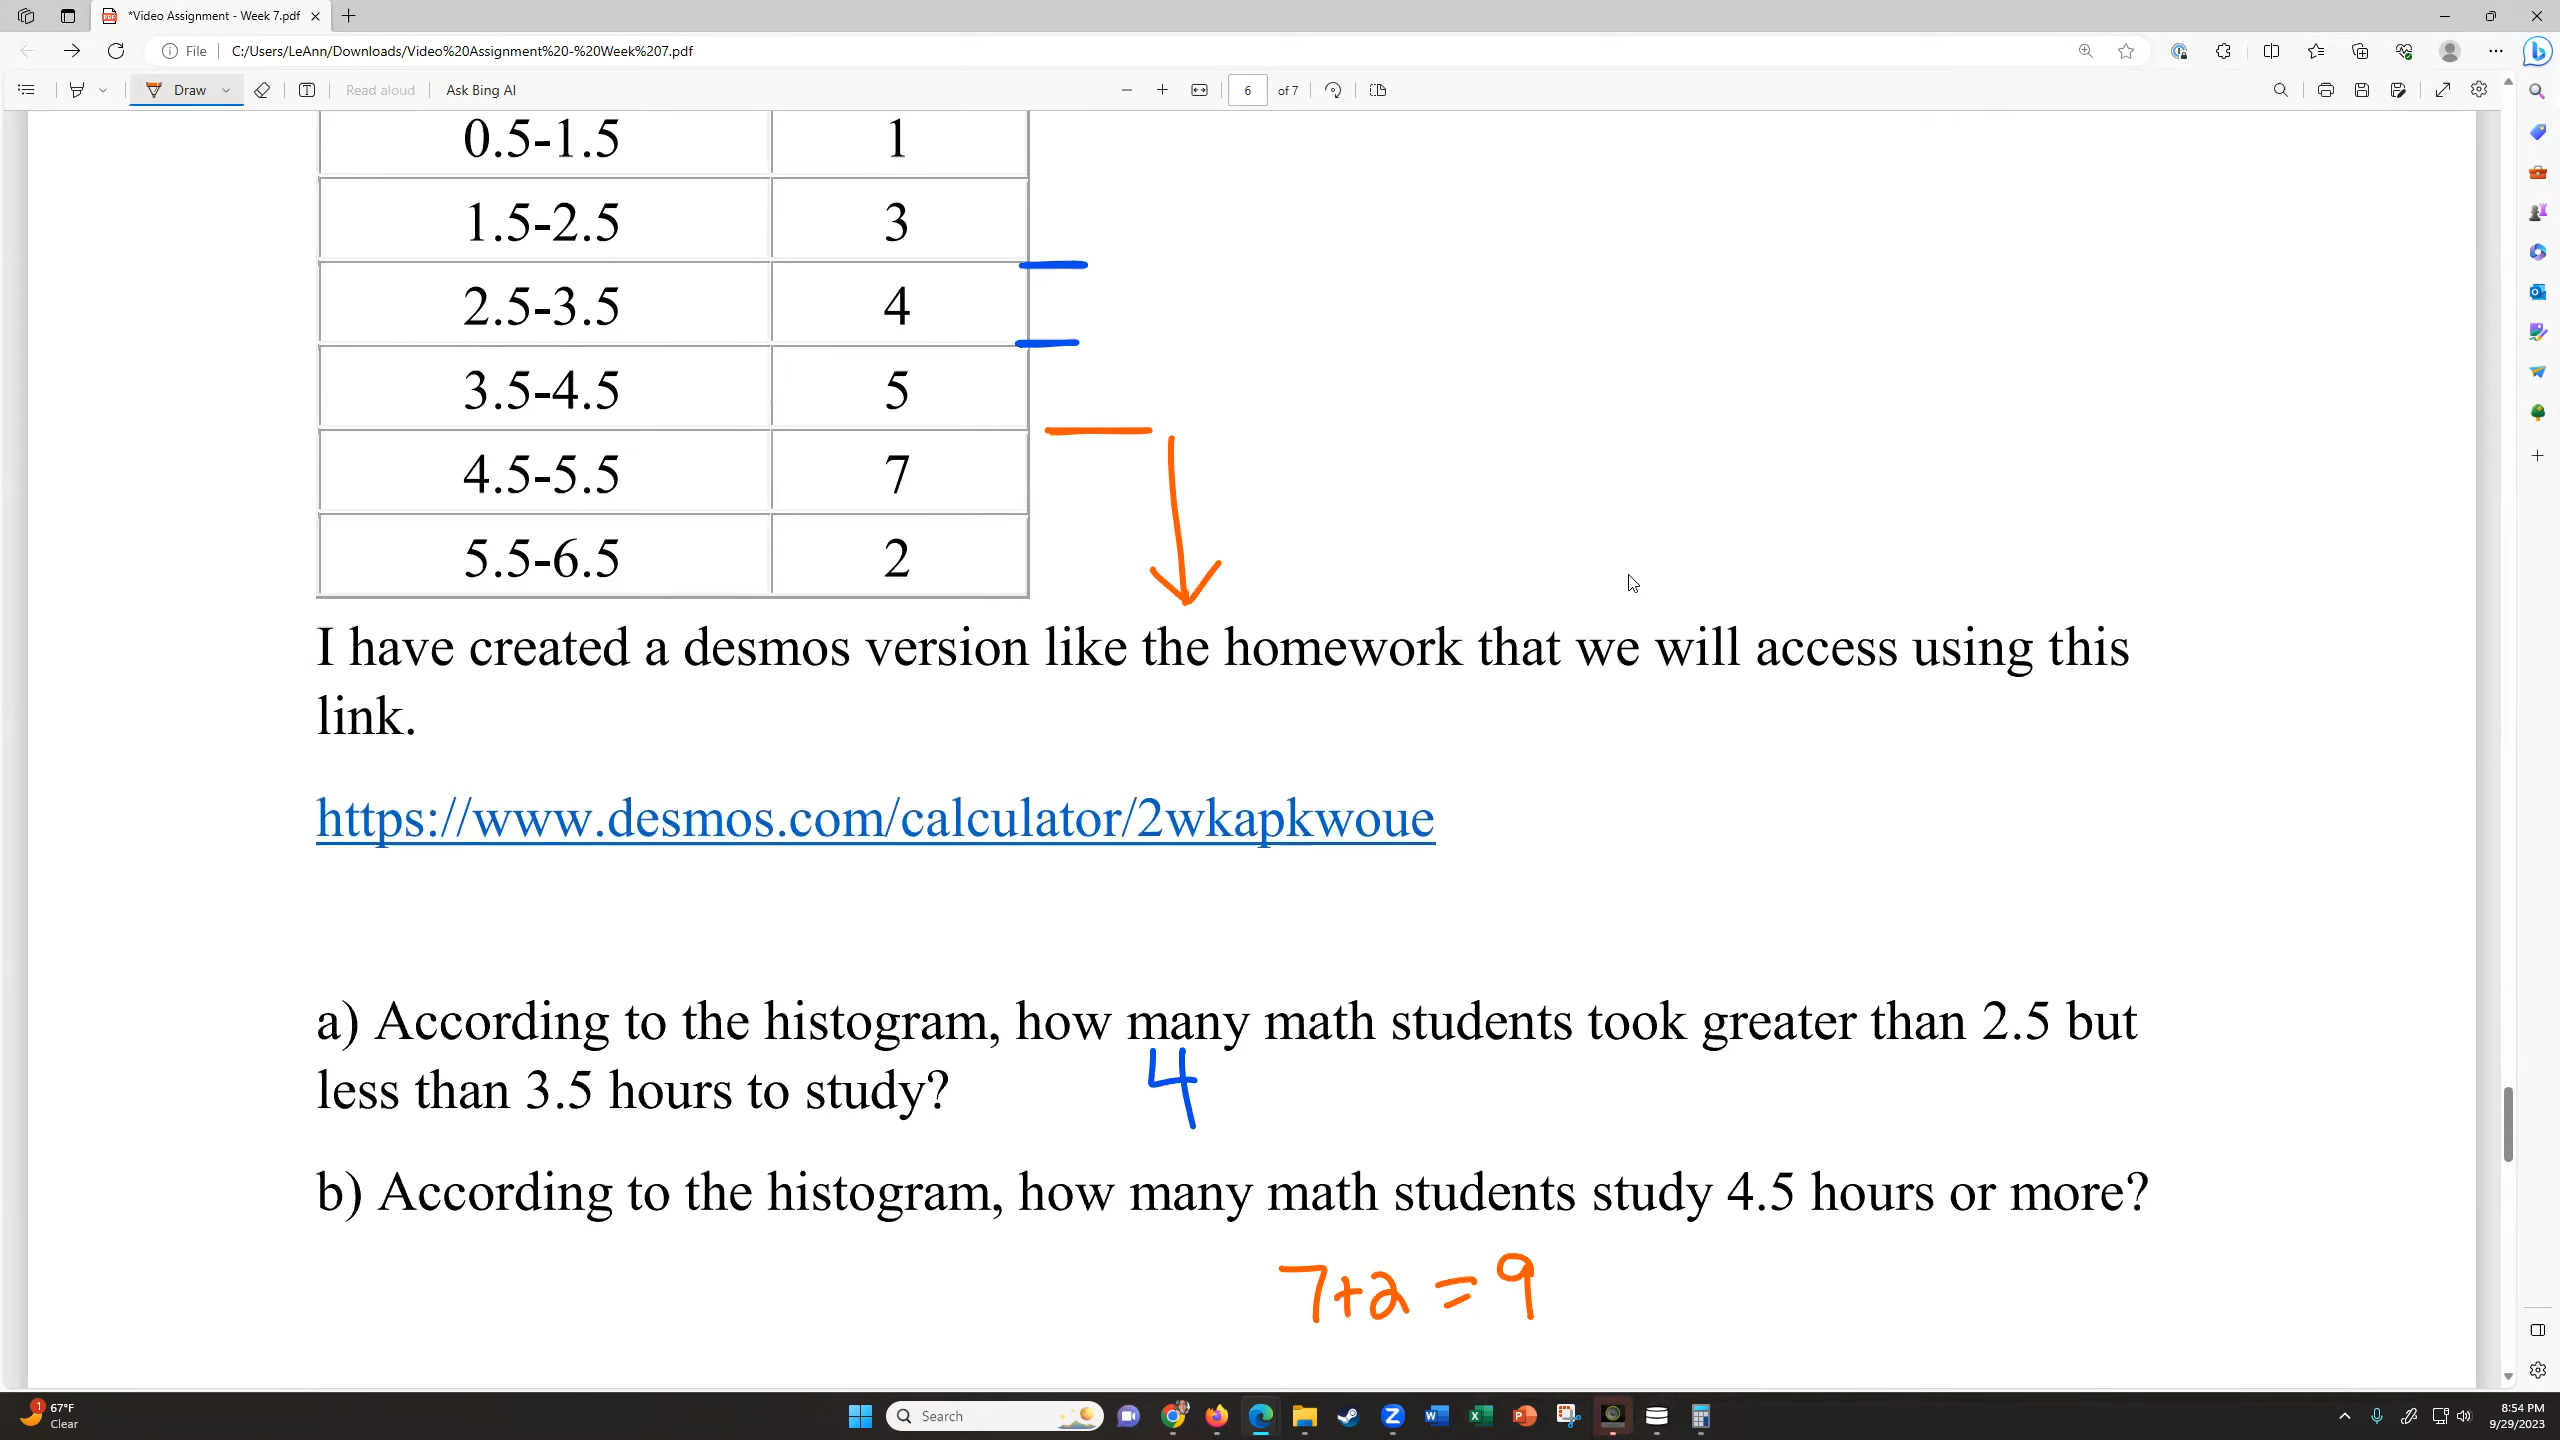 *Video Assignment - Week 7.pdf
File
C:/Users/LeAnn/Downloads/Video%20Assignment%20-%20Week%207.pdf
Draw
Read aloud
Ask Bing AI
6
of 7
0.5-1.5 1
1.5-2.5 3
2.5-3.5 4
3.5-4.5 5
4.5-5.5 7
5.5-6.5 2
I have created a desmos version like the homework that we will access using this
link.
https://www.desmos.com/calculator/2wkapkwoue
a) According to the histogram, how many math students took greater than 2.5 but
less than 3.5 hours to study?
4
b) According to the histogram, how many math students study 4.5 hours or more?
7+2 = 9
1
67°F
Clear
Search
8:54 PM
9/29/2023